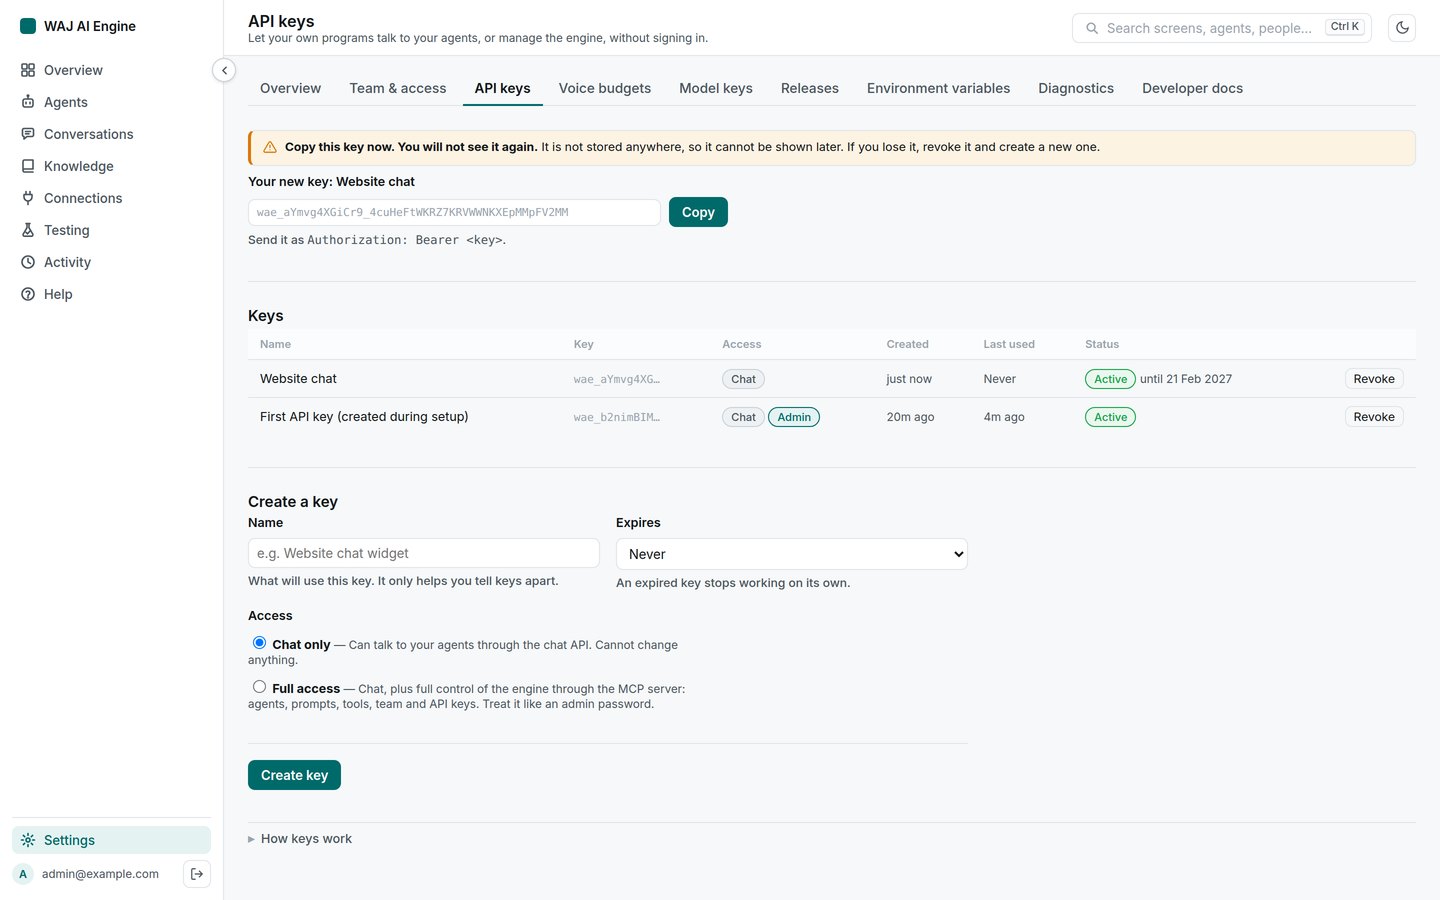 WAJ AI Engine
Overview
Agents
Conversations
Knowledge
Connections
Testing
Activity
Help
Settings
A admin@example.com
API keys
Let your own programs talk to your agents, or manage the engine, without signing in.
Search screens, agents, people... Ctrl K
Overview Team & access API keys Voice budgets Model keys Releases Environment variables Diagnostics Developer docs
Copy this key now. You will not see it again. It is not stored anywhere, so it cannot be shown later. If you lose it, revoke it and create a new one.
Your new key: Website chat
wae_aYmvg4XGiCr9_4cuHeFtWKRZ7KRVWWNKXEpMMpFV2MM Copy
Send it as Authorization: Bearer <key>.
Keys
Name Key Access Created Last used Status
Website chat wae_aYmvg4XG… Chat just now Never Active until 21 Feb 2027 Revoke
First API key (created during setup) wae_b2nimBIM… Chat Admin 20m ago 4m ago Active Revoke
Create a key
Name Expires
e.g. Website chat widget Never
What will use this key. It only helps you tell keys apart. An expired key stops working on its own.
Access
Chat only — Can talk to your agents through the chat API. Cannot change
anything.
Full access — Chat, plus full control of the engine through the MCP server:
agents, prompts, tools, team and API keys. Treat it like an admin password.
Create key
How keys work